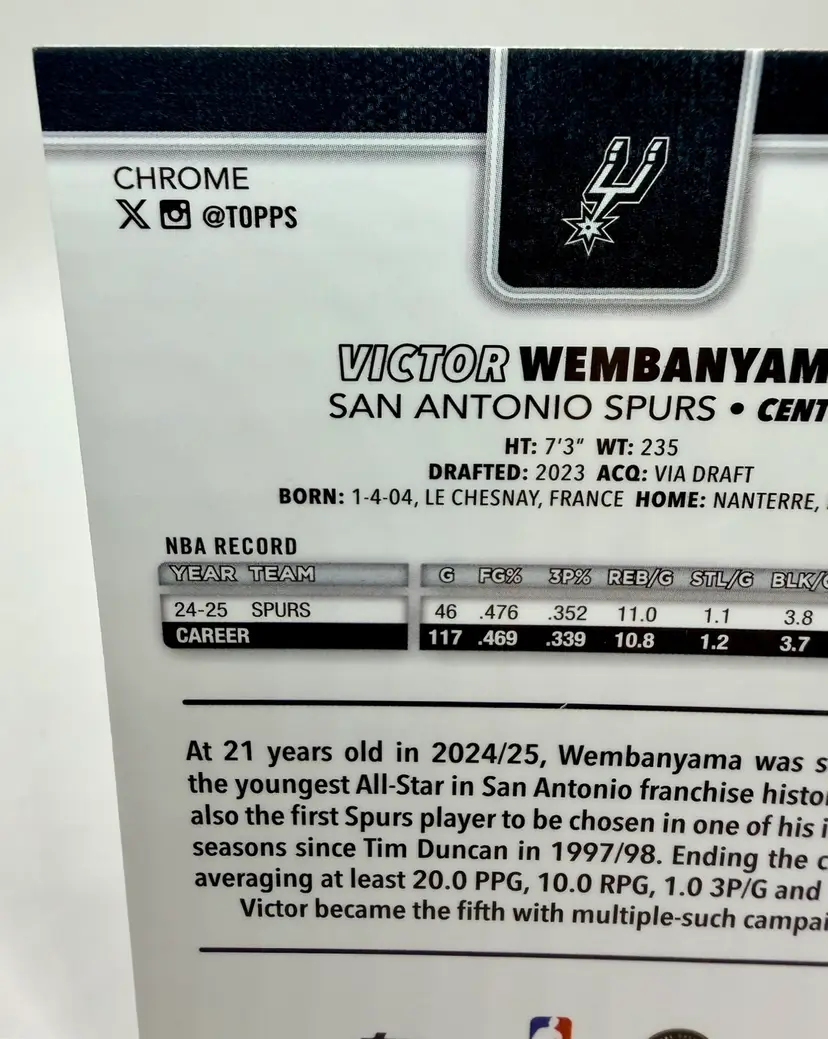 CHROME
X @TOPPS
VICTOR WEMBANYAM
SAN ANTONIO SPURS • CENT
HT: 7'3" WT: 235
DRAFTED: 2023 ACQ: VIA DRAFT
BORN: 1-4-04, LE CHESNAY, FRANCE HOME: NANTERRE,
NBA RECORD
YEAR TEAM G FG% 3P% REB/G STL/G BLK/G
24-25 SPURS 46 .476 .352 11.0 1.1 3.8
CAREER 117 .469 .339 10.8 1.2 3.7
At 21 years old in 2024/25, Wembanyama was s
the youngest All-Star in San Antonio franchise histor
also the first Spurs player to be chosen in one of his i
seasons since Tim Duncan in 1997/98. Ending the c
averaging at least 20.0 PPG, 10.0 RPG, 1.0 3P/G and
Victor became the fifth with multiple-such campai